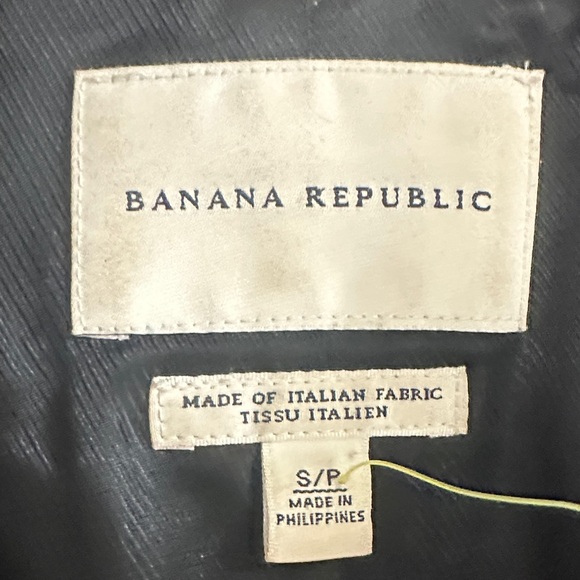 BANANA REPUBLIC
MADE OF ITALIAN FABRIC
TISSU ITALIEN
S/P
MADE IN
PHILIPPINES